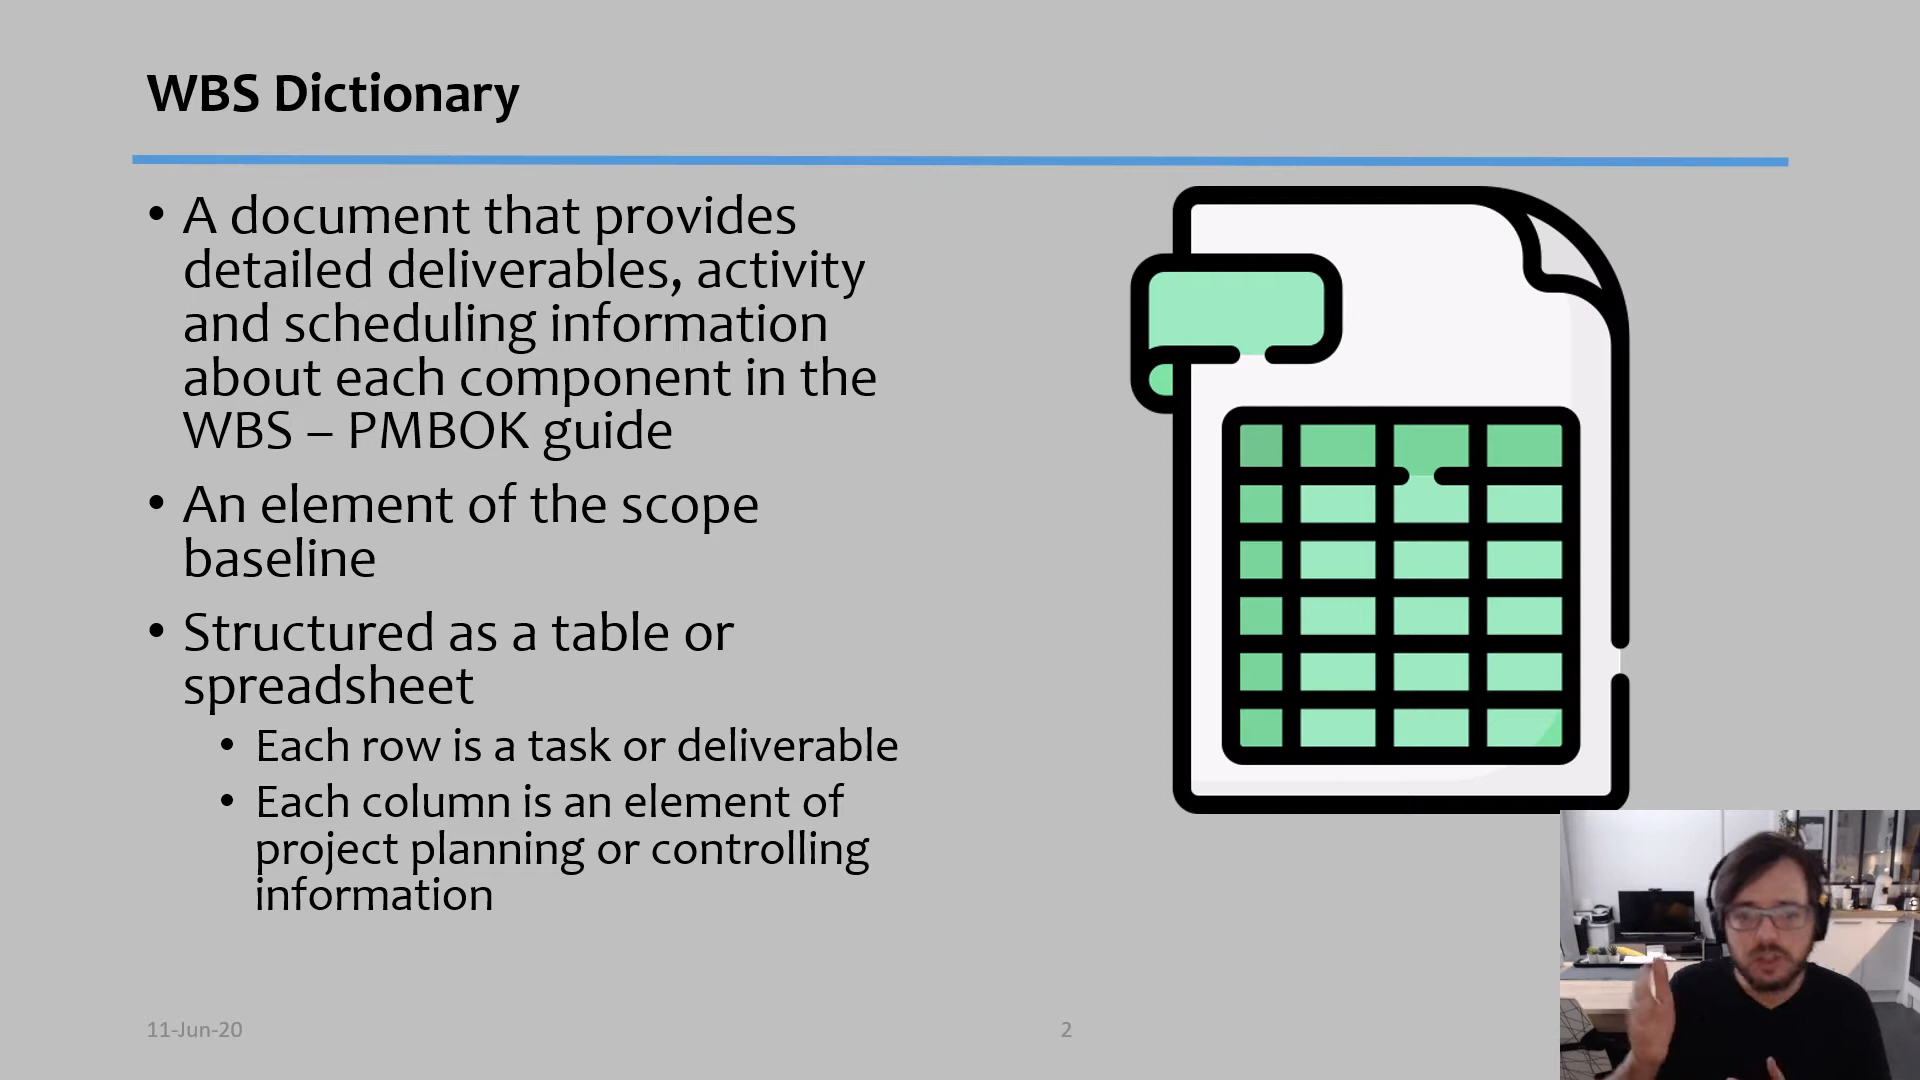 WBS Dictionary
• A document that provides
detailed deliverables, activity
and scheduling information
about each component in the
WBS – PMBOK guide
• An element of the scope
baseline
• Structured as a table or
spreadsheet
• Each row is a task or deliverable
• Each column is an element of
project planning or controlling
information
11-Jun-20
2